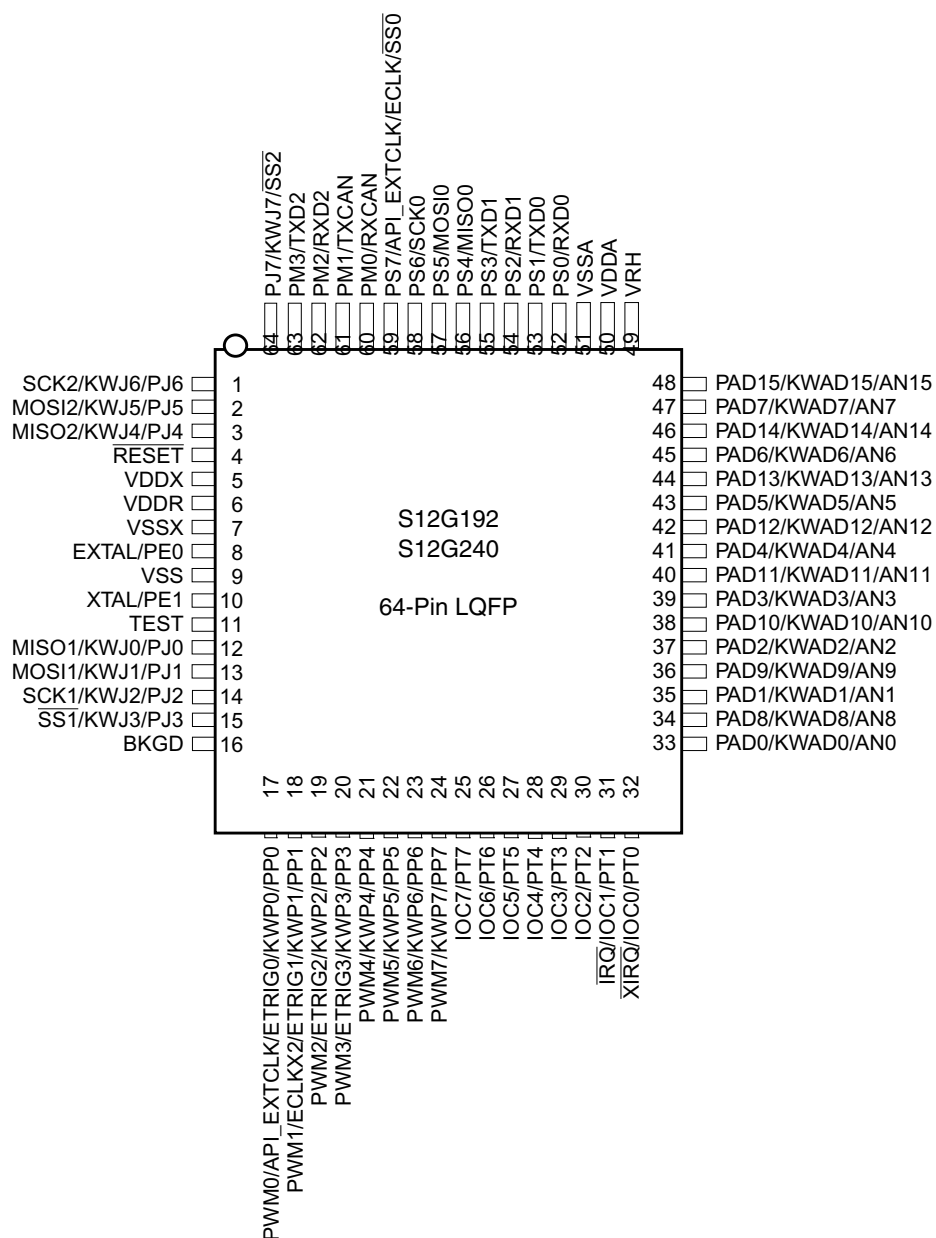 PJ7/KWJ7/SS2
PM3/TXD2
PM2/RXD2
PM1/TXCAN
PM0/RXCAN
PS7/API_EXTCLK/ECLK/SS0
PS6/SCK0
PS5/MOSI0
PS4/MISO0
PS3/TXD1
PS2/RXD1
PS1/TXD0
PS0/RXD0
VSSA
VDDA
VRH
64
63
62
61
60
59
58
57
56
55
54
53
52
51
50
49
SCK2/KWJ6/PJ6 1
MOSI2/KWJ5/PJ5 2
MISO2/KWJ4/PJ4 3
RESET 4
VDDX 5
VDDR 6
VSSX 7
EXTAL/PE0 8
VSS 9
XTAL/PE1 10
TEST 11
MISO1/KWJ0/PJ0 12
MOSI1/KWJ1/PJ1 13
SCK1/KWJ2/PJ2 14
SS1/KWJ3/PJ3 15
BKGD 16
S12G192
S12G240
64-Pin LQFP
48 PAD15/KWAD15/AN15
47 PAD7/KWAD7/AN7
46 PAD14/KWAD14/AN14
45 PAD6/KWAD6/AN6
44 PAD13/KWAD13/AN13
43 PAD5/KWAD5/AN5
42 PAD12/KWAD12/AN12
41 PAD4/KWAD4/AN4
40 PAD11/KWAD11/AN11
39 PAD3/KWAD3/AN3
38 PAD10/KWAD10/AN10
37 PAD2/KWAD2/AN2
36 PAD9/KWAD9/AN9
35 PAD1/KWAD1/AN1
34 PAD8/KWAD8/AN8
33 PAD0/KWAD0/AN0
17
18
19
20
21
22
23
24
25
26
27
28
29
30
31
32
PWM0/API_EXTCLK/ETRIG0/KWP0/PP0
PWM1/ECLKX2/ETRIG1/KWP1/PP1
PWM2/ETRIG2/KWP2/PP2
PWM3/ETRIG3/KWP3/PP3
PWM4/KWP4/PP4
PWM5/KWP5/PP5
PWM6/KWP6/PP6
PWM7/KWP7/PP7
IOC7/PT7
IOC6/PT6
IOC5/PT5
IOC4/PT4
IOC3/PT3
IOC2/PT2
IRQ/IOC1/PT1
XIRQ/IOC0/PT0